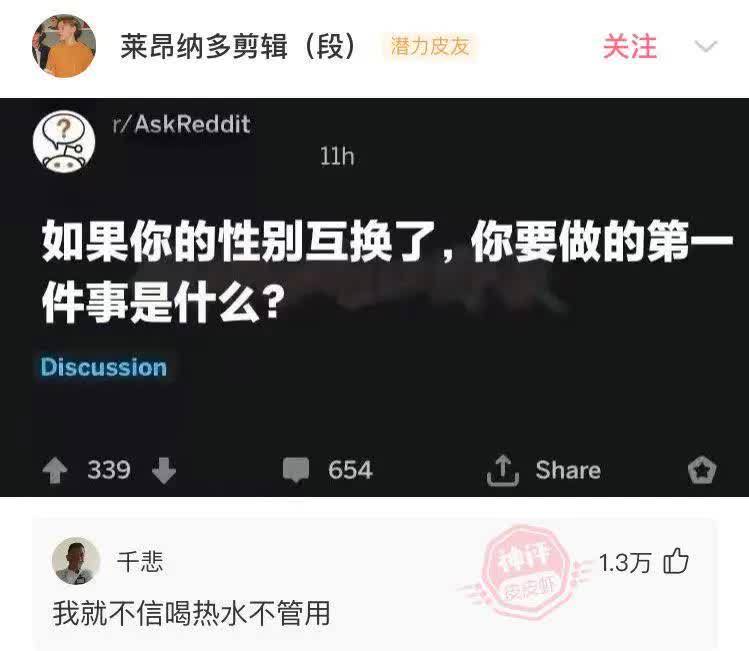 莱昂纳多剪辑（段） 潜力皮友 关注
r/AskReddit
11h
如果你的性别互换了，你要做的第一
件事是什么？
Discussion
339 654 Share
千悲 神评 皮皮虾 1.3万
我就不信喝热水不管用